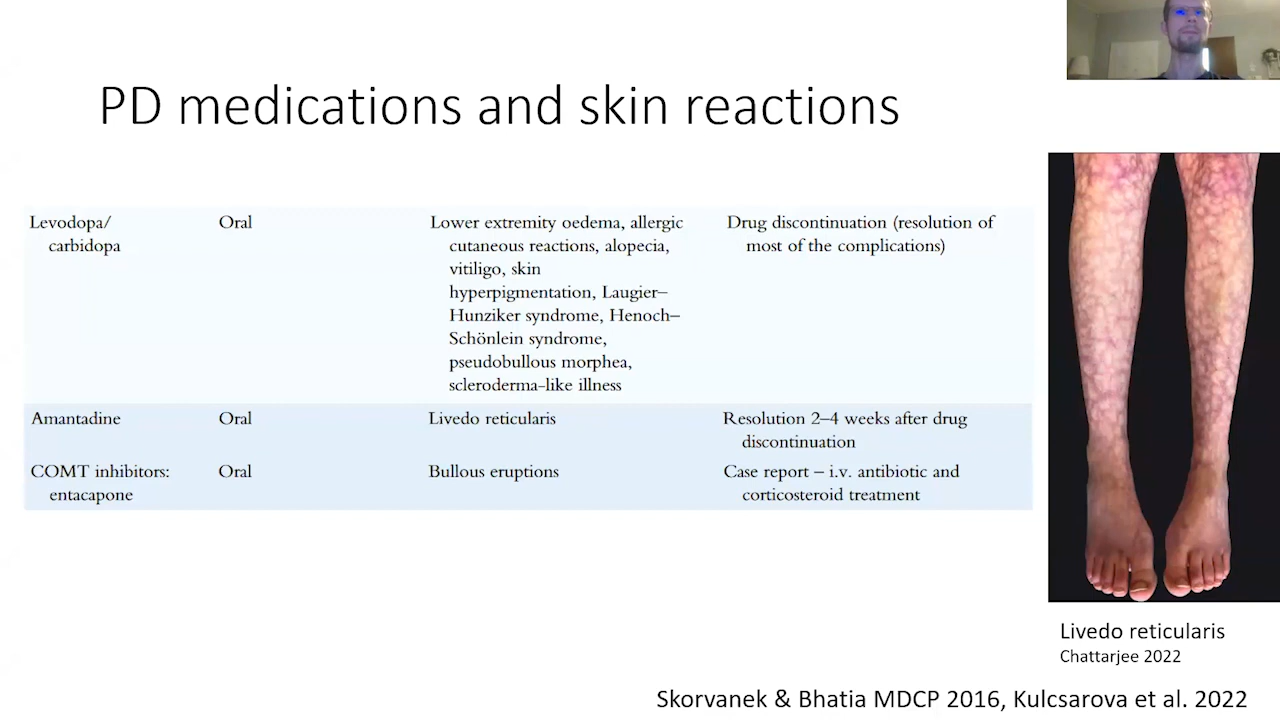 PD medications and skin reactions
Levodopa/
carbidopa
Oral
Lower extremity oedema, allergic
cutaneous reactions, alopecia,
vitiligo, skin
hyperpigmentation, Laugier–
Hunziker syndrome, Henoch–
Schönlein syndrome,
pseudobullous morphea,
scleroderma-like illness
Drug discontinuation (resolution of
most of the complications)
Amantadine
Oral
Livedo reticularis
Resolution 2–4 weeks after drug
discontinuation
COMT inhibitors:
entacapone
Oral
Bullous eruptions
Case report – i.v. antibiotic and
corticosteroid treatment
Livedo reticularis
Chattarjee 2022
Skorvanek & Bhatia MDCP 2016, Kulcsarova et al. 2022